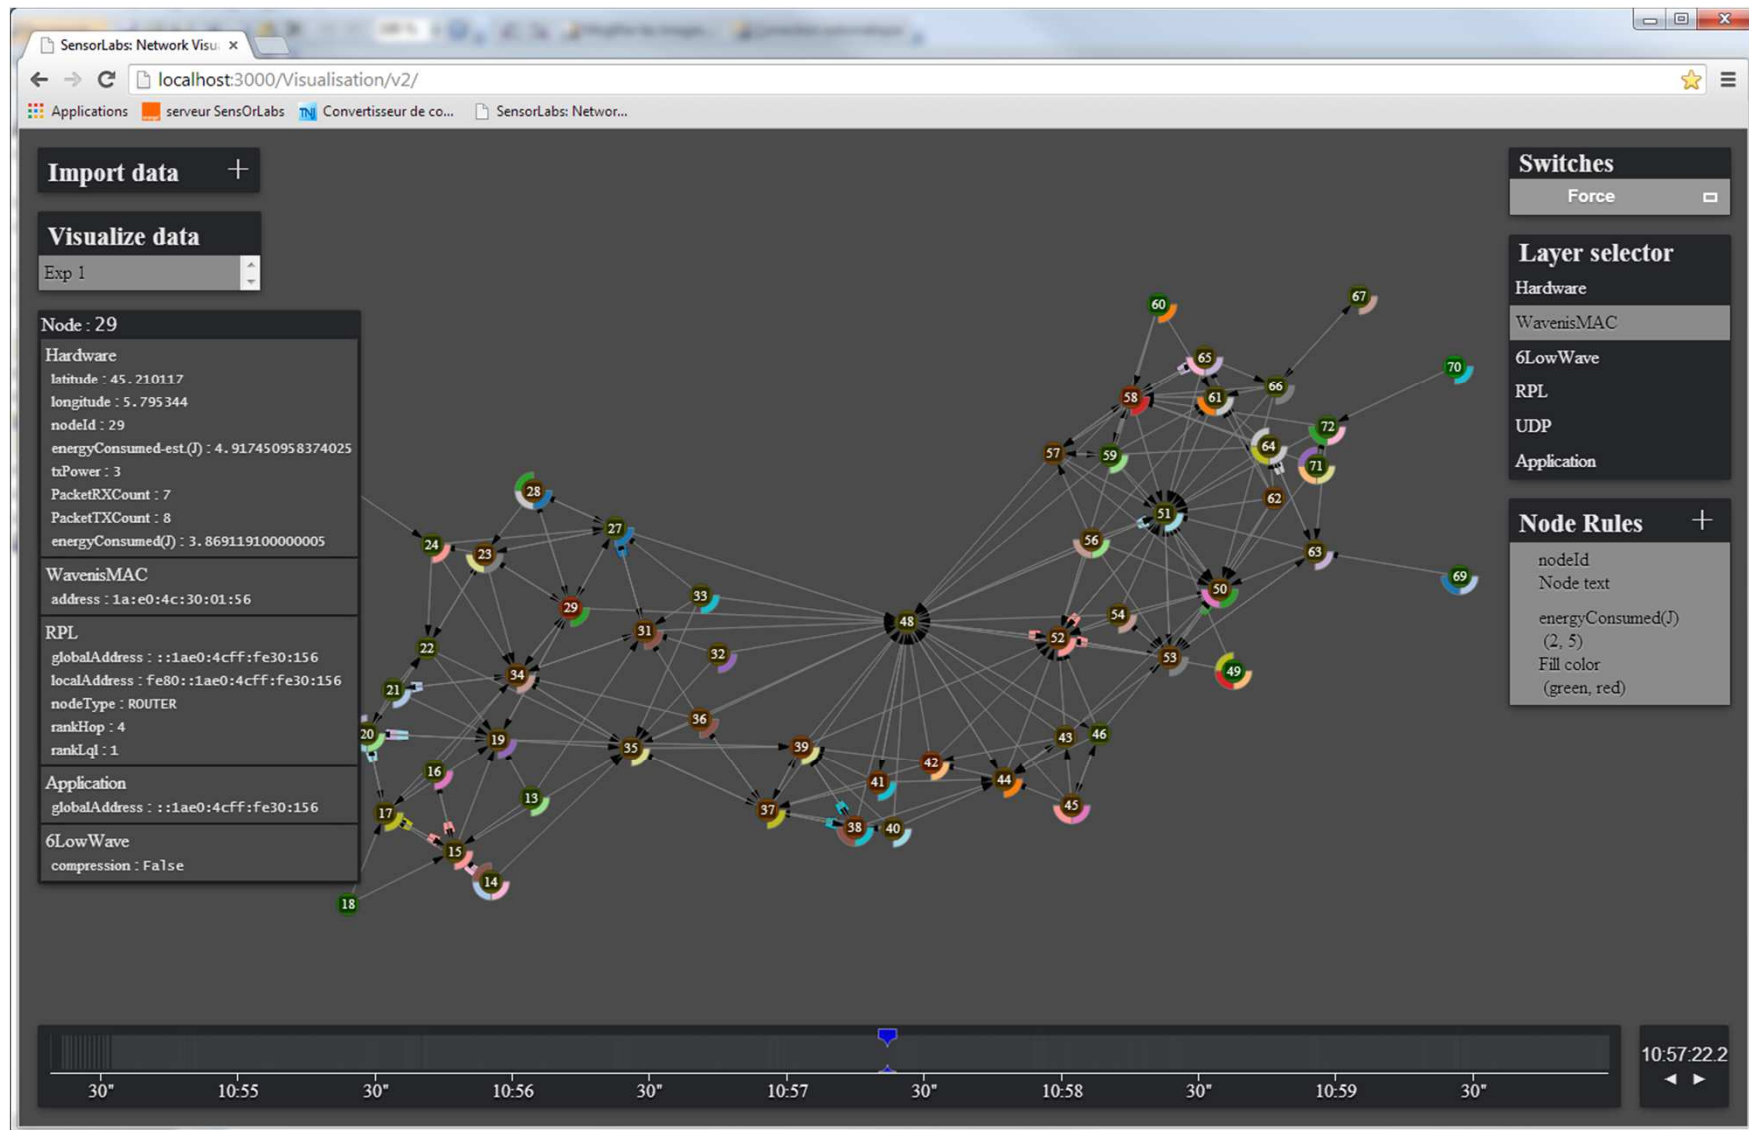 SensorLabs: Network Visu
localhost:3000/Visualisation/v2/
Applications serveur SensOrLabs TNJ Convertisseur de co... SensorLabs: Networ...
Import data +
Visualize data
Exp 1
Node : 29
Hardware
latitude : 45.210117
longitude : 5.795344
nodeId : 29
energyConsumed-est.(J) : 4.917450958374025
txPower : 3
PacketRXCount : 7
PacketTXCount : 8
energyConsumed(J) : 3.869119100000005
WavenisMAC
address : 1a:e0:4c:30:01:56
RPL
globalAddress : ::1ae0:4cff:fe30:156
localAddress : fe80::1ae0:4cff:fe30:156
nodeType : ROUTER
rankHop : 4
rankLql : 1
Application
globalAddress : ::1ae0:4cff:fe30:156
6LowWave
compression : False
Switches
Force
Layer selector
Hardware
WavenisMAC
6LowWave
RPL
UDP
Application
Node Rules +
nodeId
Node text
energyConsumed(J)
(2, 5)
Fill color
(green, red)
67
60
65
70
66
58
61
72
64
57
59
71
28
62
51
27
56
24
23
63
69
50
33
29
54
48
31
52
22
32
53
34
49
21
36
20
19
35
39
43
46
42
16
44
41
13
45
37
17
38
40
15
14
18
30" 10:55 30" 10:56 30" 10:57 30" 10:58 30" 10:59 30"
10:57:22.2